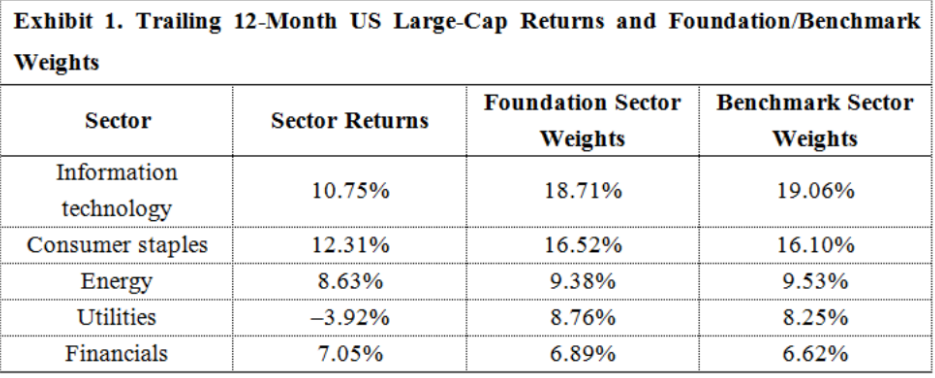 Exhibit 1. Trailing 12-Month US Large-Cap Returns and Foundation/Benchmark
Weights
Sector Sector Returns Foundation Sector Weights Benchmark Sector Weights
Information technology 10.75% 18.71% 19.06%
Consumer staples 12.31% 16.52% 16.10%
Energy 8.63% 9.38% 9.53%
Utilities –3.92% 8.76% 8.25%
Financials 7.05% 6.89% 6.62%